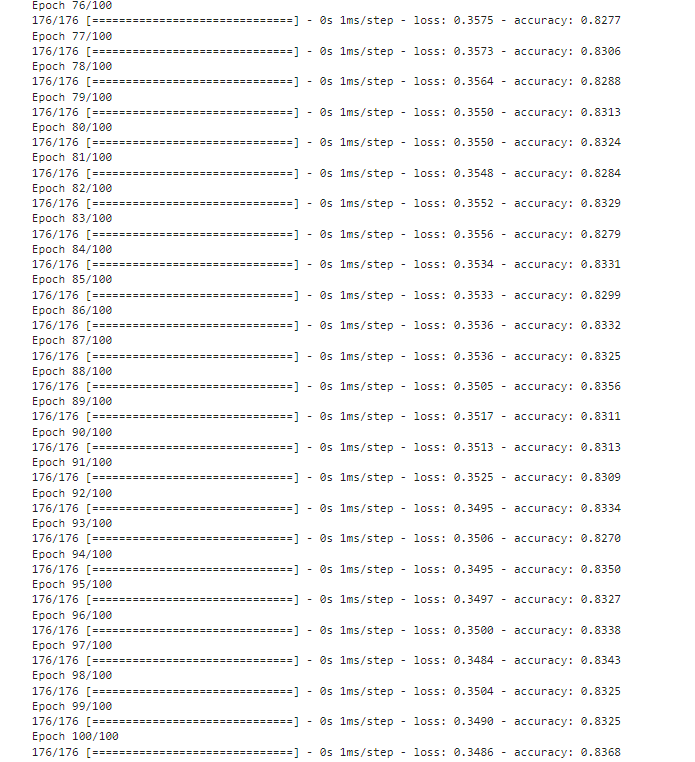 Epoch 76/100
176/176 [==============================] - 0s 1ms/step - loss: 0.3575 - accuracy: 0.8277
Epoch 77/100
176/176 [==============================] - 0s 1ms/step - loss: 0.3573 - accuracy: 0.8306
Epoch 78/100
176/176 [==============================] - 0s 1ms/step - loss: 0.3564 - accuracy: 0.8288
Epoch 79/100
176/176 [==============================] - 0s 1ms/step - loss: 0.3550 - accuracy: 0.8313
Epoch 80/100
176/176 [==============================] - 0s 1ms/step - loss: 0.3550 - accuracy: 0.8324
Epoch 81/100
176/176 [==============================] - 0s 1ms/step - loss: 0.3548 - accuracy: 0.8284
Epoch 82/100
176/176 [==============================] - 0s 1ms/step - loss: 0.3552 - accuracy: 0.8329
Epoch 83/100
176/176 [==============================] - 0s 1ms/step - loss: 0.3556 - accuracy: 0.8279
Epoch 84/100
176/176 [==============================] - 0s 1ms/step - loss: 0.3534 - accuracy: 0.8331
Epoch 85/100
176/176 [==============================] - 0s 1ms/step - loss: 0.3533 - accuracy: 0.8299
Epoch 86/100
176/176 [==============================] - 0s 1ms/step - loss: 0.3536 - accuracy: 0.8332
Epoch 87/100
176/176 [==============================] - 0s 1ms/step - loss: 0.3536 - accuracy: 0.8325
Epoch 88/100
176/176 [==============================] - 0s 1ms/step - loss: 0.3505 - accuracy: 0.8356
Epoch 89/100
176/176 [==============================] - 0s 1ms/step - loss: 0.3517 - accuracy: 0.8311
Epoch 90/100
176/176 [==============================] - 0s 1ms/step - loss: 0.3513 - accuracy: 0.8313
Epoch 91/100
176/176 [==============================] - 0s 1ms/step - loss: 0.3525 - accuracy: 0.8309
Epoch 92/100
176/176 [==============================] - 0s 1ms/step - loss: 0.3495 - accuracy: 0.8334
Epoch 93/100
176/176 [==============================] - 0s 1ms/step - loss: 0.3506 - accuracy: 0.8270
Epoch 94/100
176/176 [==============================] - 0s 1ms/step - loss: 0.3495 - accuracy: 0.8350
Epoch 95/100
176/176 [==============================] - 0s 1ms/step - loss: 0.3497 - accuracy: 0.8327
Epoch 96/100
176/176 [==============================] - 0s 1ms/step - loss: 0.3500 - accuracy: 0.8338
Epoch 97/100
176/176 [==============================] - 0s 1ms/step - loss: 0.3484 - accuracy: 0.8343
Epoch 98/100
176/176 [==============================] - 0s 1ms/step - loss: 0.3504 - accuracy: 0.8325
Epoch 99/100
176/176 [==============================] - 0s 1ms/step - loss: 0.3490 - accuracy: 0.8325
Epoch 100/100
176/176 [==============================] - 0s 1ms/step - loss: 0.3486 - accuracy: 0.8368